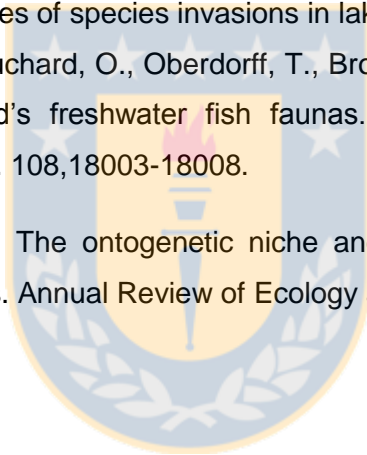 es of species invasions in lak
uchard, O., Oberdorff, T., Bro
d's freshwater fish faunas.
108,18003-18008.
The ontogenetic niche and
. Annual Review of Ecology